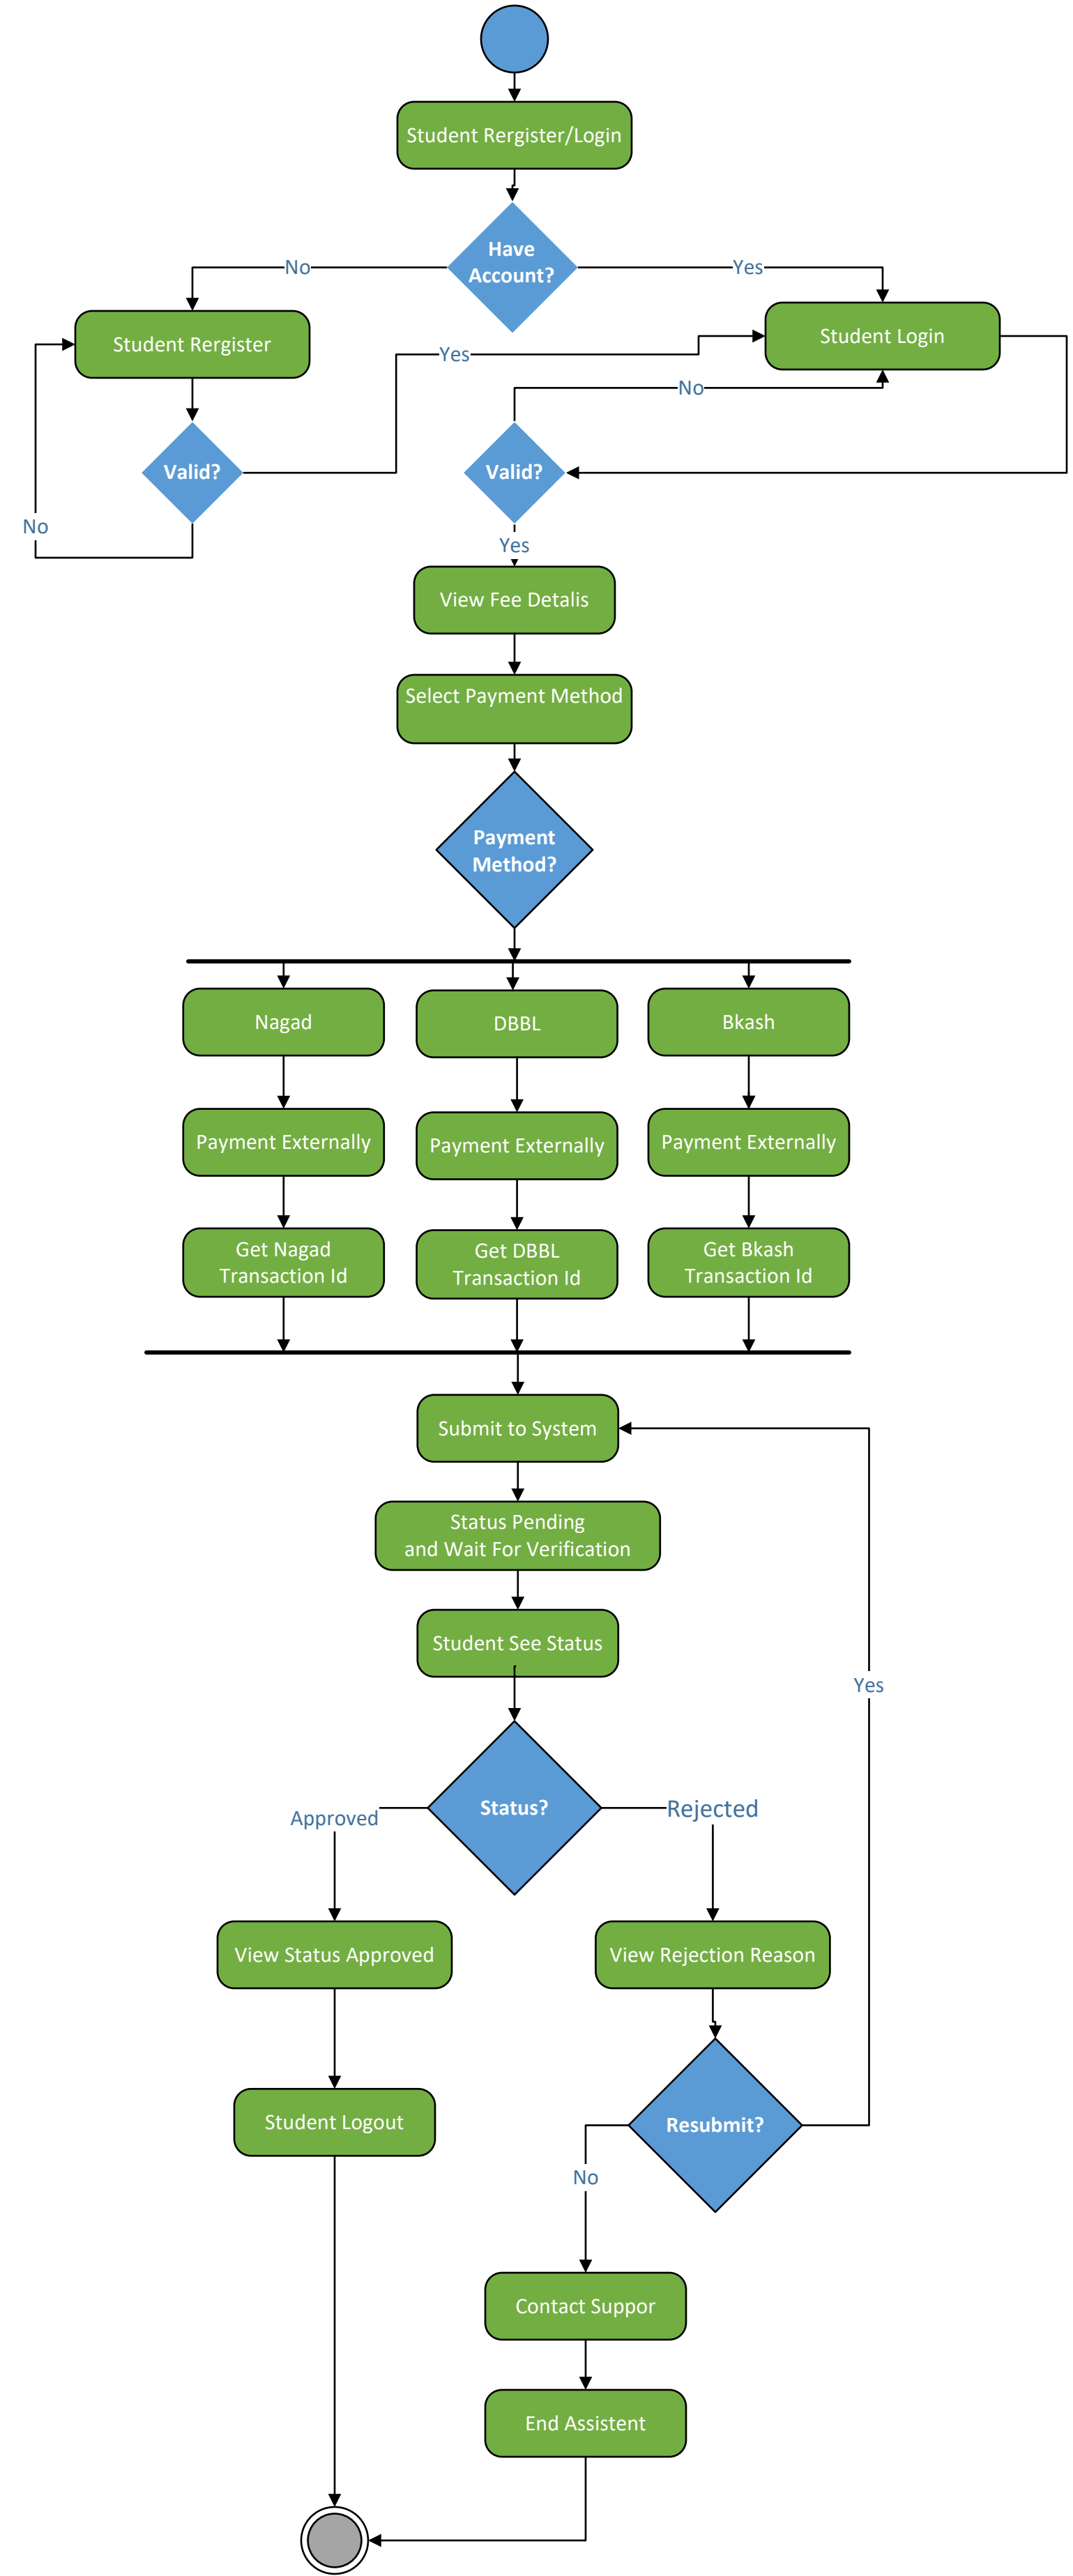 Student Rergister/Login
Have
Account?
No
Yes
Student Rergister
Student Login
Yes
No
Valid?
Valid?
No
Yes
View Fee Detalis
Select Payment Method
Payment
Method?
Nagad
DBBL
Bkash
Payment Externally
Payment Externally
Payment Externally
Get Nagad
Transaction Id
Get DBBL
Transaction Id
Get Bkash
Transaction Id
Submit to System
Status Pending
and Wait For Verification
Student See Status
Yes
Status?
Approved
Rejected
View Status Approved
View Rejection Reason
Student Logout
Resubmit?
No
Contact Suppor
End Assistent